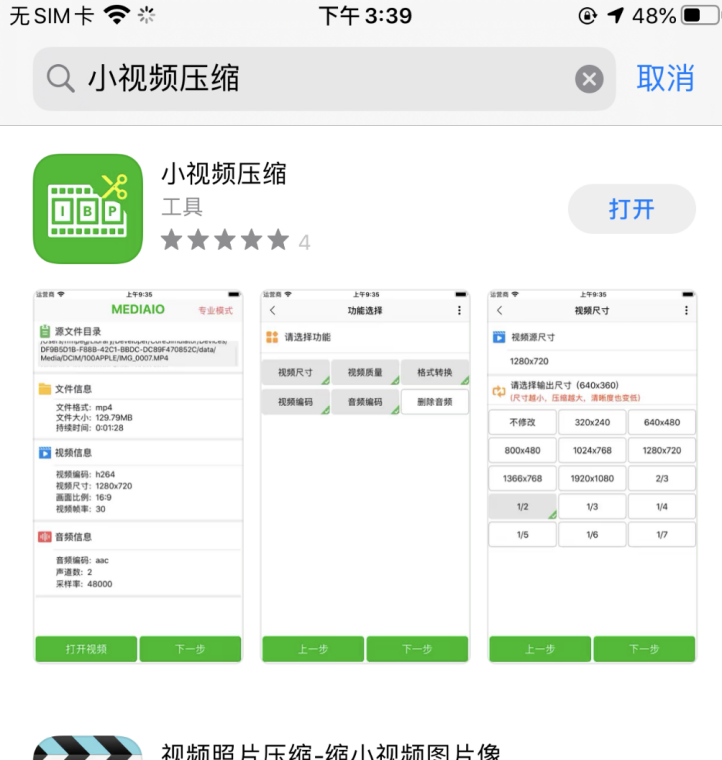 无SIM卡 下午3:39 48%
小视频压缩 取消
小视频压缩
工具
打开
4
IBP
运营商 上午9:35
MEDIAIO 专业模式
源文件目录
DF9B5D1B-F88B-42C1-BBDC-DC89F470852C/data/
Media/DCIM/100APPLE/IMG_0007.MP4
文件信息
文件格式: mp4
文件大小: 129.79MB
持续时间: 0:01:28
视频信息
视频编码: h264
视频尺寸: 1280x720
画面比例: 16:9
视频帧率: 30
音频信息
音频编码: aac
声道数: 2
采样率: 48000
打开视频 下一步
运营商 上午9:35
功能选择
请选择功能
视频尺寸 视频质量 格式转换
视频编码 音频编码 删除音频
上一步 下一步
运营商 上午9:35
视频尺寸
视频源尺寸
1280x720
请选择输出尺寸 (640x360)
(尺寸越小，压缩越大，清晰度也变低)
不修改 320x240 640x480
800x480 1024x768 1280x720
1366x768 1920x1080 2/3
1/2 1/3 1/4
1/5 1/6 1/7
上一步 下一步
视频照片压缩-缩小视频图片像